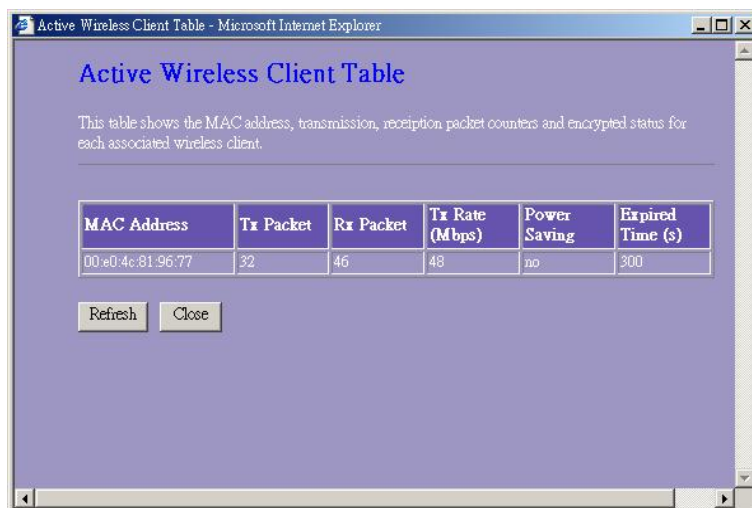 Active Wireless Client Table - Microsoft Internet Explorer
Active Wireless Client Table
This table shows the MAC address, transmission, receiption packet counters and encrypted status for
each associated wireless client.
MAC Address Tx Packet Rx Packet Tx Rate (Mbps) Power Saving Expired Time (s)
00:e0:4c:81:96:77 32 46 48 no 300
Refresh Close